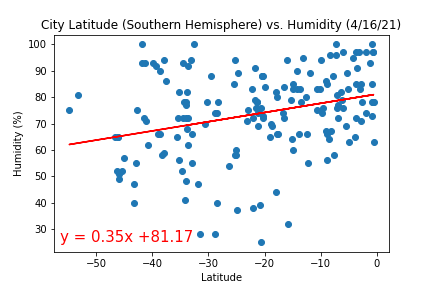 City Latitude (Southern Hemisphere) vs. Humidity (4/16/21)
100
90
80
70
60
50
40
30
Humidity (%)
y = 0.35x +81.17
−50 −40 −30 −20 −10 0
Latitude